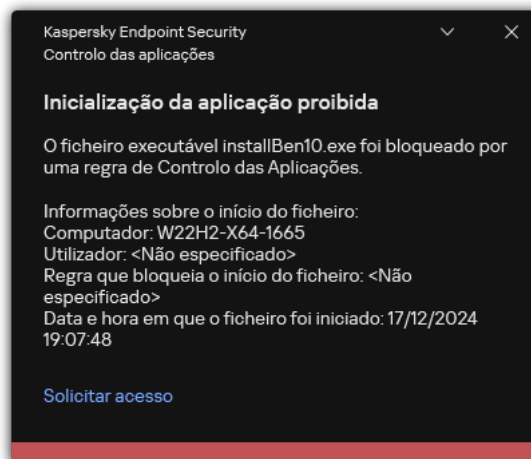 Kaspersky Endpoint Security
Controlo das aplicações
Inicialização da aplicação proibida
O ficheiro executável installBen10.exe foi bloqueado por
uma regra de Controlo das Aplicações.
Informações sobre o início do ficheiro:
Computador: W22H2-X64-1665
Utilizador: <Não especificado>
Regra que bloqueia o início do ficheiro: <Não
especificado>
Data e hora em que o ficheiro foi iniciado: 17/12/2024
19:07:48
Solicitar acesso